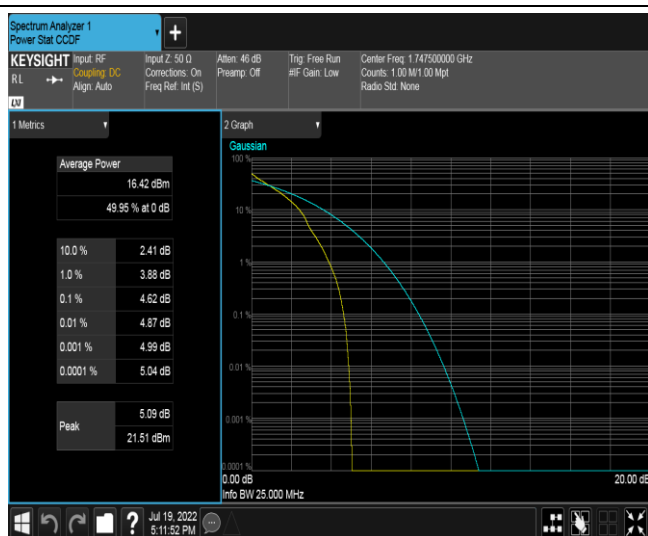 Spectrum Analyzer 1
Power Stat CCDF
+
KEYSIGHT
RL
LXI
Input: RF
Coupling: DC
Align: Auto
Input Z: 50 Ω
Corrections: On
Freq Ref: Int (S)
Atten: 46 dB
Preamp: Off
Trig: Free Run
#IF Gain: Low
Center Freq: 1.747500000 GHz
Counts: 1.00 M/1.00 Mpt
Radio Std: None
1 Metrics
Average Power
16.42 dBm
49.95 % at 0 dB
10.0 % 2.41 dB
1.0 % 3.88 dB
0.1 % 4.62 dB
0.01 % 4.87 dB
0.001 % 4.99 dB
0.0001 % 5.04 dB
Peak
5.09 dB
21.51 dBm
2 Graph
Gaussian
100 %
10 %
1 %
0.1 %
0.01 %
0.001 %
0.0001 %
0.00 dB
20.00 dB
Info BW 25.000 MHz
?
Jul 19, 2022
5:11:52 PM